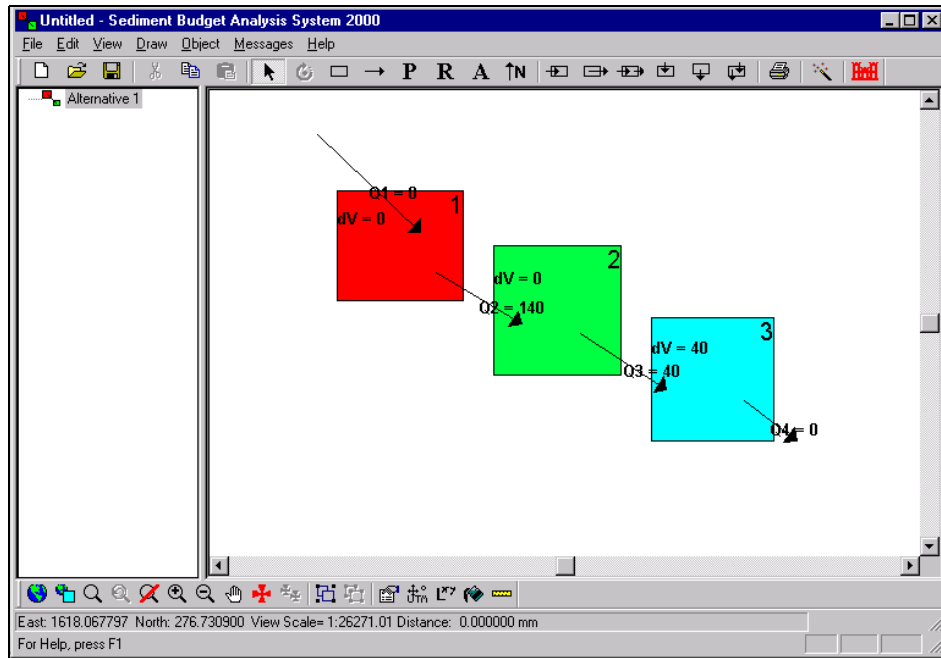 Untitled - Sediment Budget Analysis System 2000
File Edit View Draw Object Messages Help
P R A ↑N
Alternative 1
Q1 = 0
1
dV = 0
2
dV = 0
Q2 = 140
3
dV = 40
Q3 = 40
Q4 = 0
UTM Lˣʸ
East: 1618.067797 North: 276.730900 View Scale= 1:26271.01 Distance: 0.000000 mm
For Help, press F1